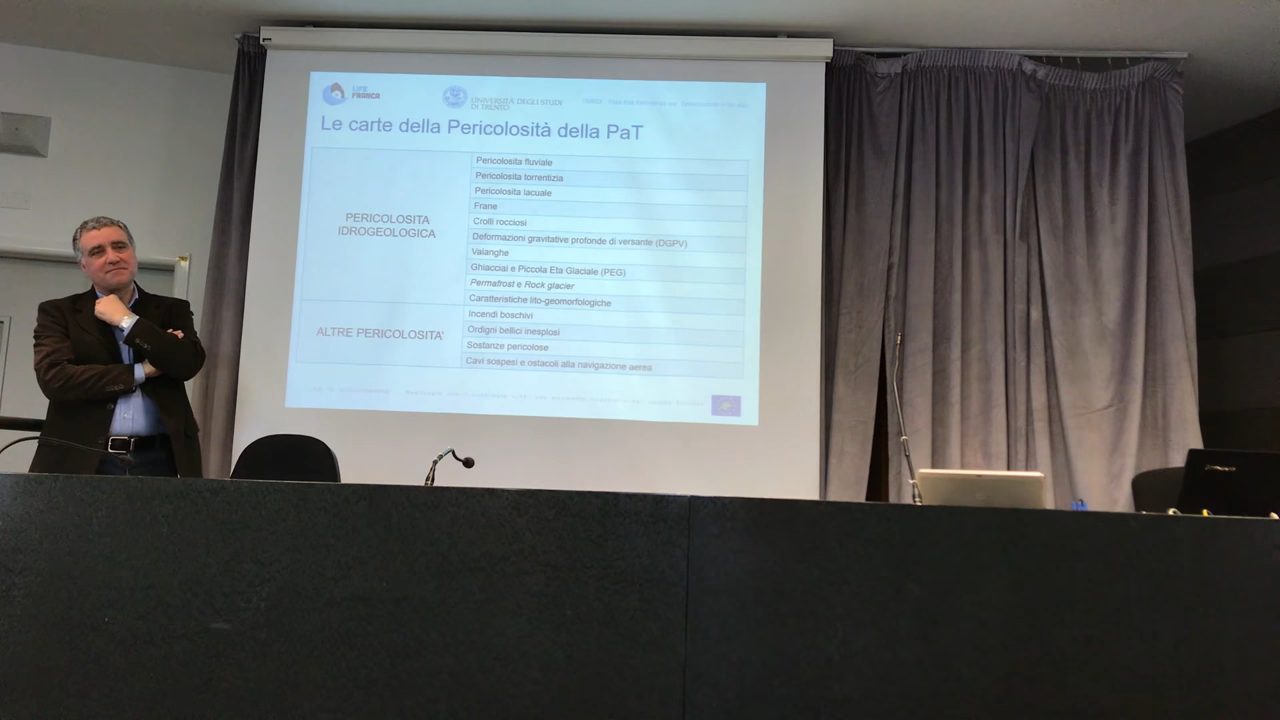 LIFE
FRANCA
UNIVERSITÀ DEGLI STUDI
DI TRENTO
Le carte della Pericolosità della PaT
PERICOLOSITA
IDROGEOLOGICA
Pericolosita fluviale
Pericolosita torrentizia
Pericolosita lacuale
Frane
Crolli rocciosi
Deformazioni gravitative profonde di versante (DGPV)
Valanghe
Ghiacciai e Piccola Eta Glaciale (PEG)
Permafrost e Rock glacier
Caratteristiche lito-geomorfologiche
ALTRE PERICOLOSITA'
Incendi boschivi
Ordigni bellici inesplosi
Sostanze pericolose
Cavi sospesi e ostacoli alla navigazione aerea